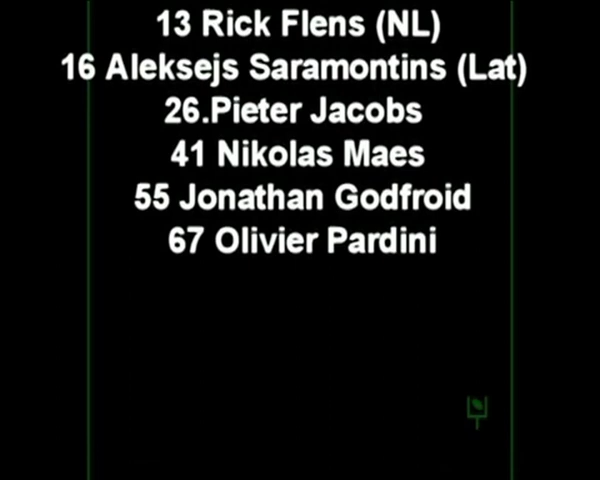 13 Rick Flens (NL)
16 Aleksejs Saramontins (Lat)
26.Pieter Jacobs
41 Nikolas Maes
55 Jonathan Godfroid
67 Olivier Pardini